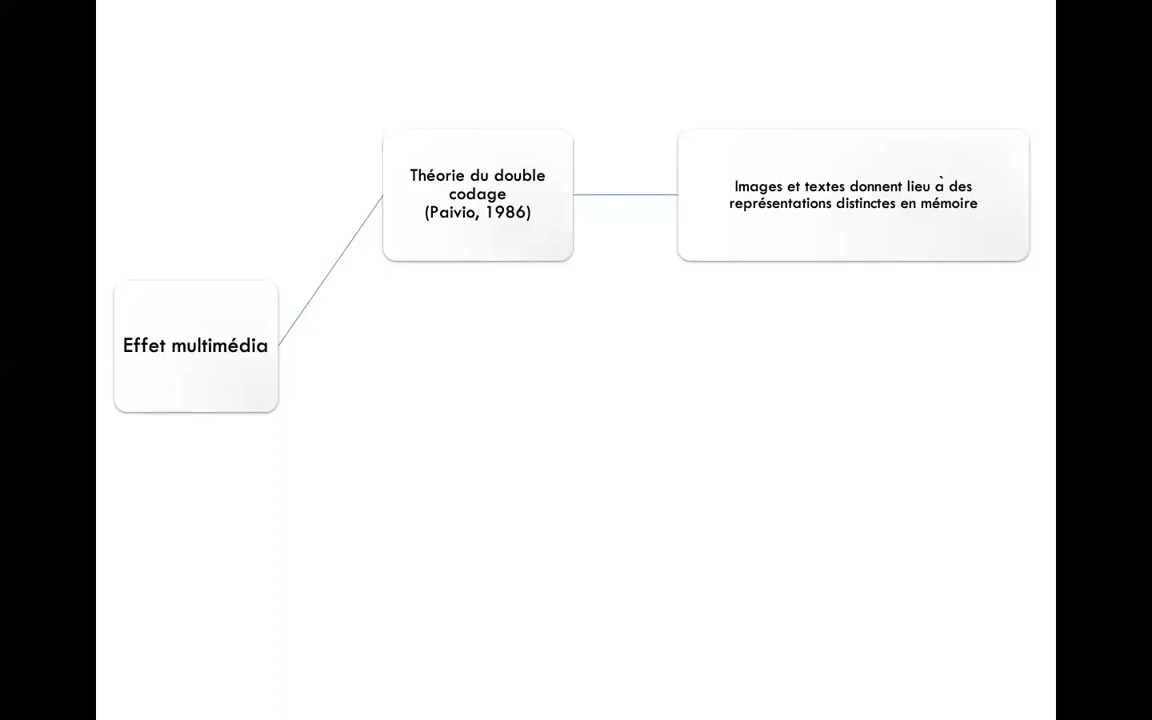 Théorie du double
codage
(Paivio, 1986)
Images et textes donnent lieu à des
représentations distinctes en mémoire
Effet multimédia